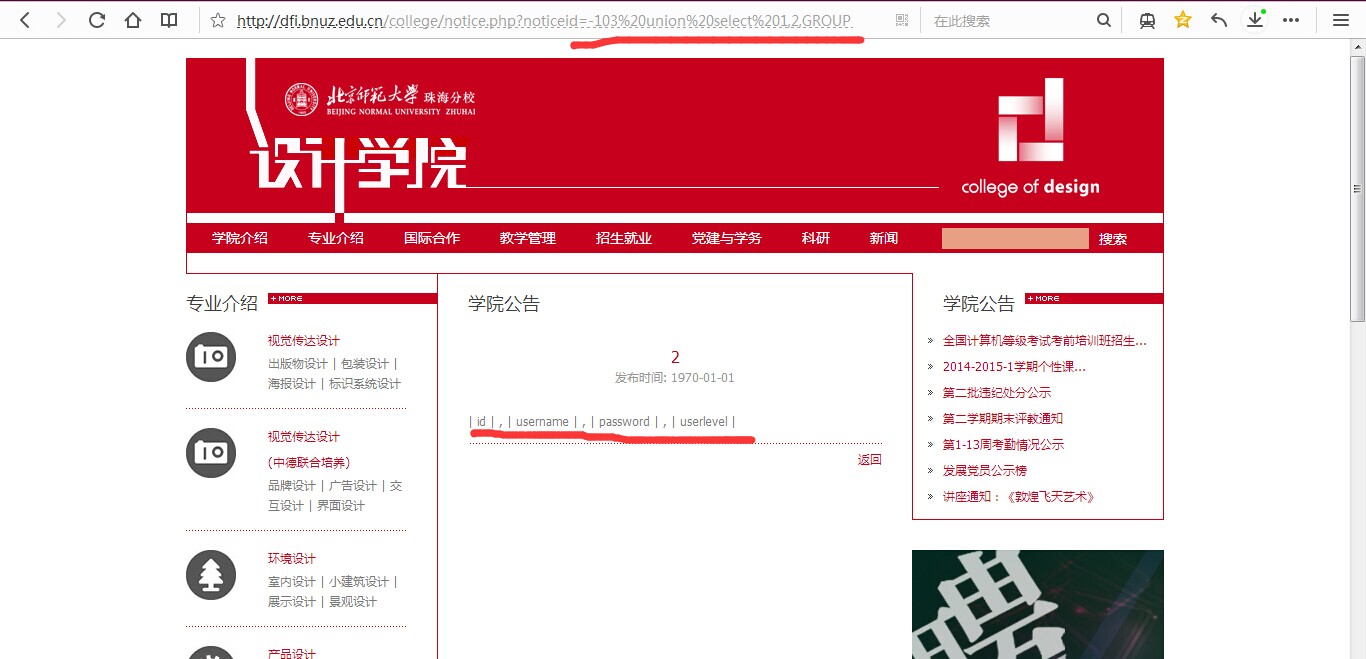 http://dfi.bnuz.edu.cn/college/notice.php?noticeid=-103%20union%20select%201,2,GROUP
在此搜索
北京师范大学 珠海分校
BEIJING NORMAL UNIVERSITY ZHUHAI
设计学院
college of design
学院介绍 专业介绍 国际合作 教学管理 招生就业 党建与学务 科研 新闻 搜索
专业介绍 + MORE
视觉传达设计
出版物设计 | 包装设计 |
海报设计 | 标识系统设计
视觉传达设计
(中德联合培养)
品牌设计 | 广告设计 | 交
互设计 | 界面设计
环境设计
室内设计 | 小建筑设计 |
展示设计 | 景观设计
产品设计
学院公告
2
发布时间: 1970-01-01
| id | , | username | , | password | , | userlevel |
返回
学院公告 + MORE
» 全国计算机等级考试考前培训班招生...
» 2014-2015-1学期个性课...
» 第二批违纪处分公示
» 第二学期期末评教通知
» 第1-13周考勤情况公示
» 发展党员公示榜
» 讲座通知：《敦煌飞天艺术》